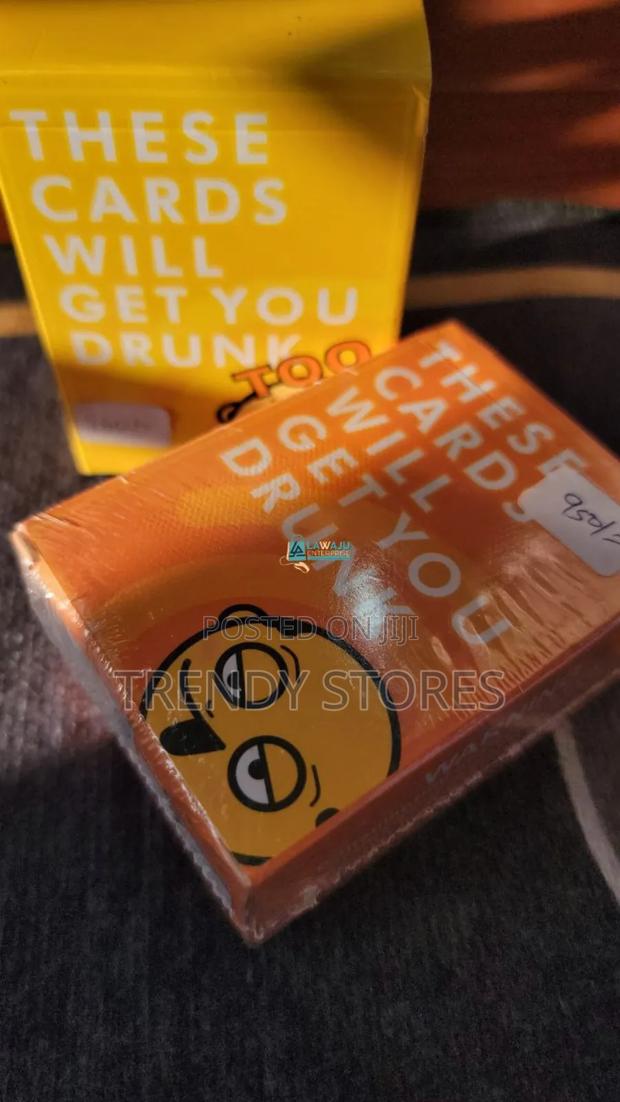 THESE
CARDS
WILL
GET YOU
DRUNK
TOO
THESE
CARDS
WILL
GET YOU
DRUNK
LAWAJU
ENTERPRISE
POSTED ON JIJI
TRENDY STORES